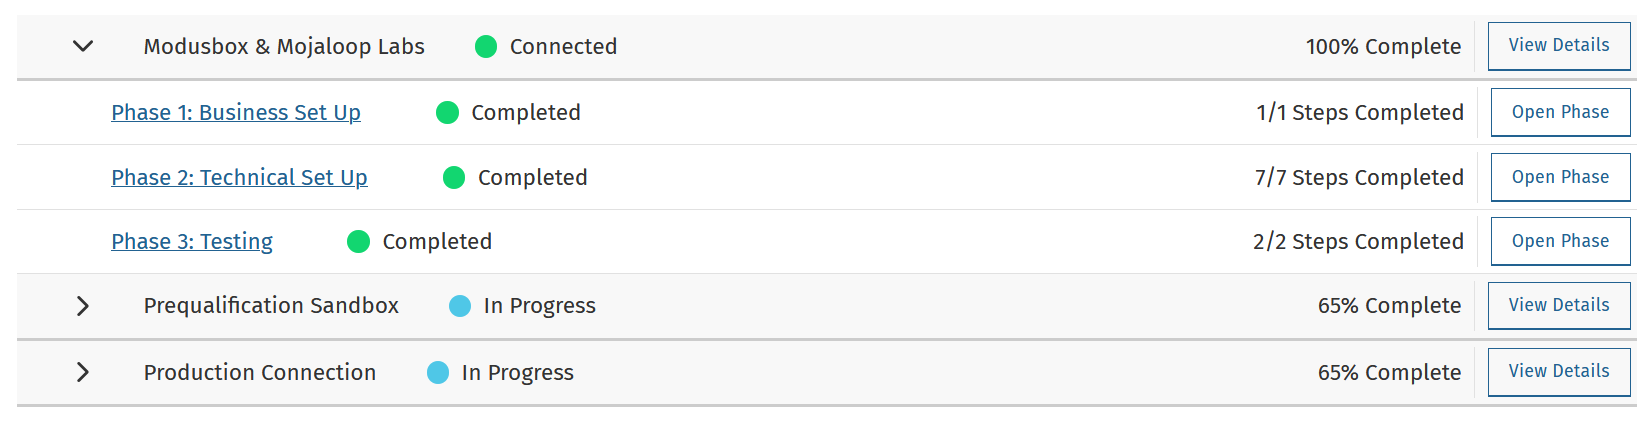 Modusbox & Mojaloop Labs Connected 100% Complete View Details
Phase 1: Business Set Up Completed 1/1 Steps Completed Open Phase
Phase 2: Technical Set Up Completed 7/7 Steps Completed Open Phase
Phase 3: Testing Completed 2/2 Steps Completed Open Phase
Prequalification Sandbox In Progress 65% Complete View Details
Production Connection In Progress 65% Complete View Details